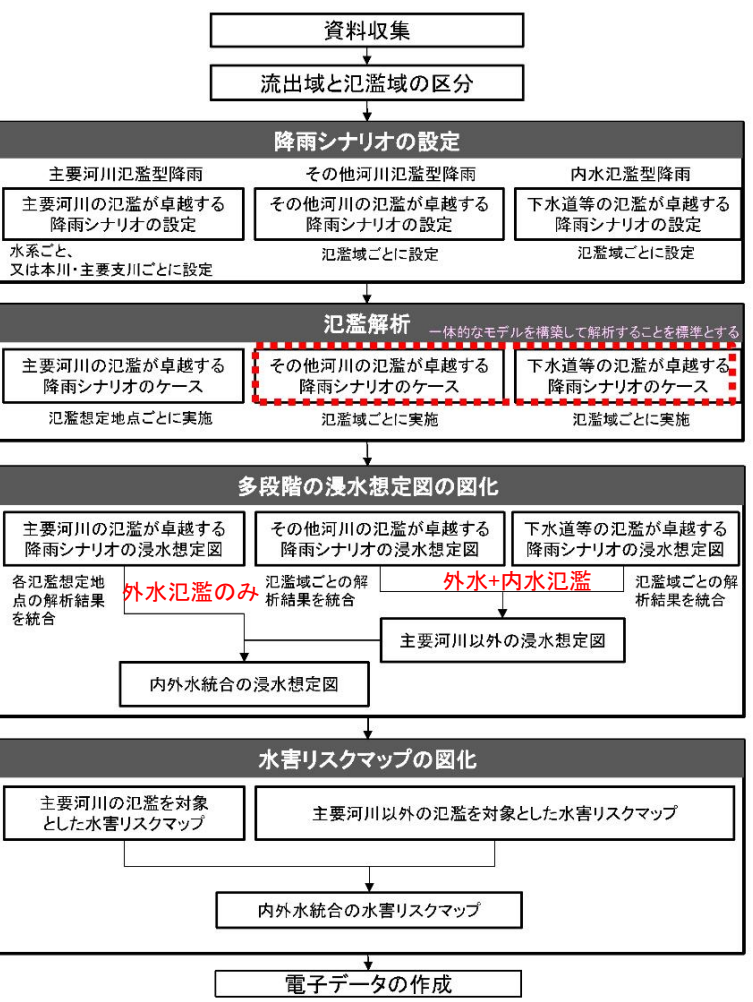 資料収集
流出域と氾濫域の区分
降雨シナリオの設定
主要河川氾濫型降雨
その他河川氾濫型降雨
内水氾濫型降雨
主要河川の氾濫が卓越する
降雨シナリオの設定
その他河川の氾濫が卓越する
降雨シナリオの設定
下水道等の氾濫が卓越する
降雨シナリオの設定
水系ごと、
又は本川・主要支川ごとに設定
氾濫域ごとに設定
氾濫域ごとに設定
氾濫解析
一体的なモデルを構築して解析することを標準とする
主要河川の氾濫が卓越する
降雨シナリオのケース
その他河川の氾濫が卓越する
降雨シナリオのケース
下水道等の氾濫が卓越する
降雨シナリオのケース
氾濫想定地点ごとに実施
氾濫域ごとに実施
氾濫域ごとに実施
多段階の浸水想定図の図化
主要河川の氾濫が卓越する
降雨シナリオの浸水想定図
その他河川の氾濫が卓越する
降雨シナリオの浸水想定図
下水道等の氾濫が卓越する
降雨シナリオの浸水想定図
各氾濫想定地
点の解析結果
を統合
外水氾濫のみ
氾濫域ごとの解
析結果を統合
外水+内水氾濫
氾濫域ごとの解
析結果を統合
主要河川以外の浸水想定図
内外水統合の浸水想定図
水害リスクマップの図化
主要河川の氾濫を対象
とした水害リスクマップ
主要河川以外の氾濫を対象とした水害リスクマップ
内外水統合の水害リスクマップ
電子データの作成